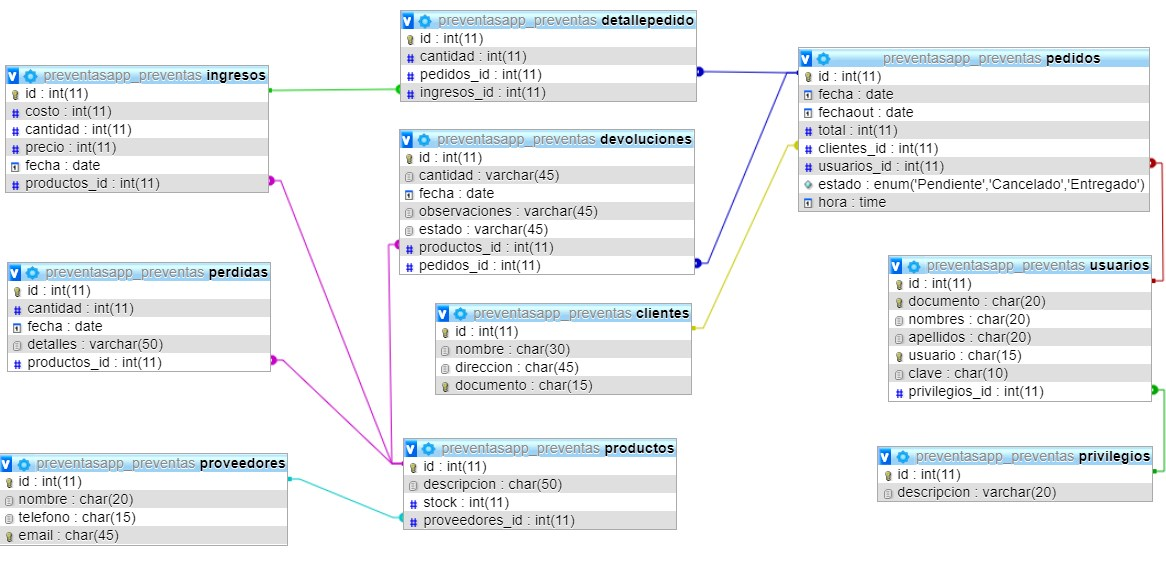 preventasapp_preventas detallepedido
id : int(11)
cantidad : int(11)
pedidos_id : int(11)
ingresos_id : int(11)
preventasapp_preventas pedidos
id : int(11)
fecha : date
fechaout : date
total : int(11)
clientes_id : int(11)
usuarios_id : int(11)
estado : enum('Pendiente','Cancelado','Entregado')
hora : time
preventasapp_preventas ingresos
id : int(11)
costo : int(11)
cantidad : int(11)
precio : int(11)
fecha : date
productos_id : int(11)
preventasapp_preventas devoluciones
id : int(11)
cantidad : varchar(45)
fecha : date
observaciones : varchar(45)
estado : varchar(45)
productos_id : int(11)
pedidos_id : int(11)
preventasapp_preventas perdidas
id : int(11)
cantidad : int(11)
fecha : date
detalles : varchar(50)
productos_id : int(11)
preventasapp_preventas clientes
id : int(11)
nombre : char(30)
direccion : char(45)
documento : char(15)
preventasapp_preventas usuarios
id : int(11)
documento : char(20)
nombres : char(20)
apellidos : char(20)
usuario : char(15)
clave : char(10)
privilegios_id : int(11)
preventasapp_preventas proveedores
id : int(11)
nombre : char(20)
telefono : char(15)
email : char(45)
preventasapp_preventas productos
id : int(11)
descripcion : char(50)
stock : int(11)
proveedores_id : int(11)
preventasapp_preventas privilegios
id : int(11)
descripcion : varchar(20)